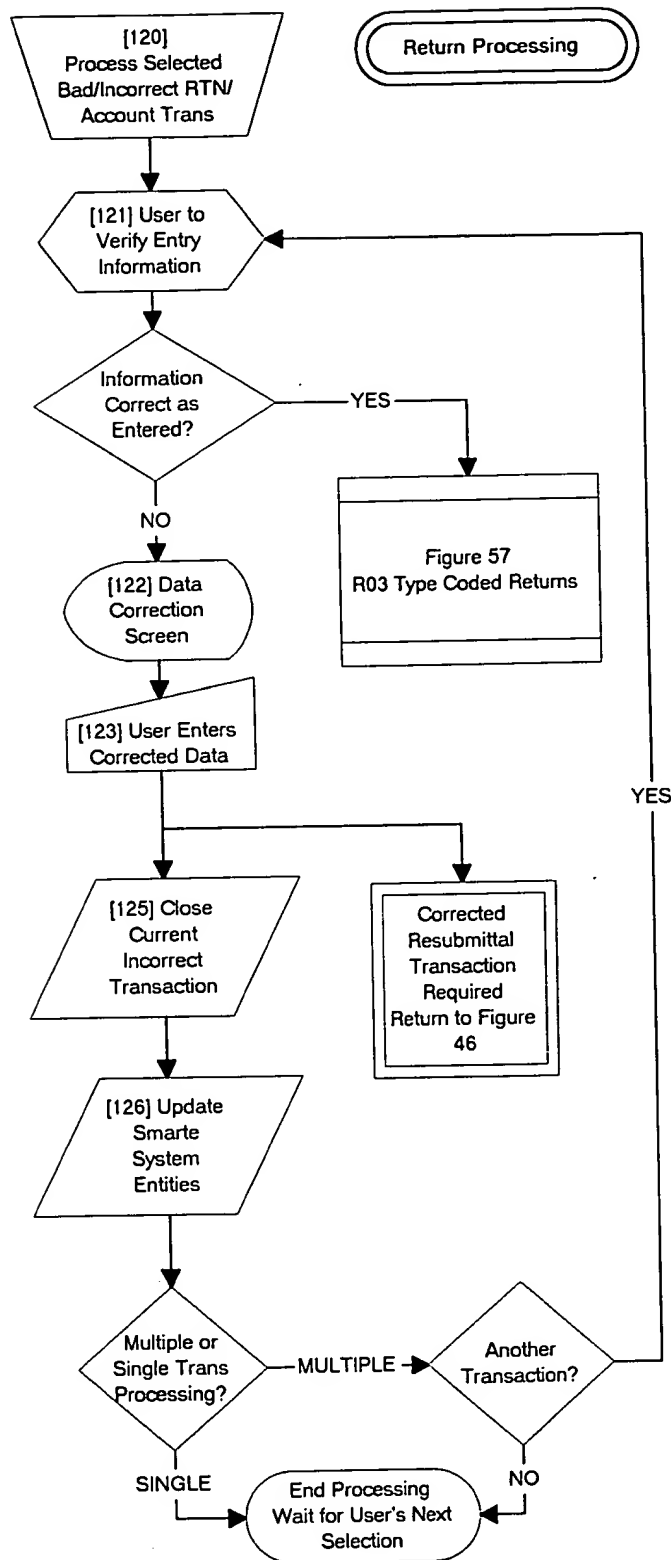 [120]
Process Selected
Bad/Incorrect RTN/
Account Trans
Return Processing
[121] User to
Verify Entry
Information
Information
Correct as
Entered?
YES
NO
Figure 57
R03 Type Coded Returns
[122] Data
Correction
Screen
[123] User Enters
Corrected Data
YES
[125] Close
Current
Incorrect
Transaction
Corrected
Resubmittal
Transaction
Required
Return to Figure
46
[126] Update
Smarte
System
Entities
Multiple or
Single Trans
Processing?
MULTIPLE
Another
Transaction?
SINGLE
NO
End Processing
Wait for User's Next
Selection